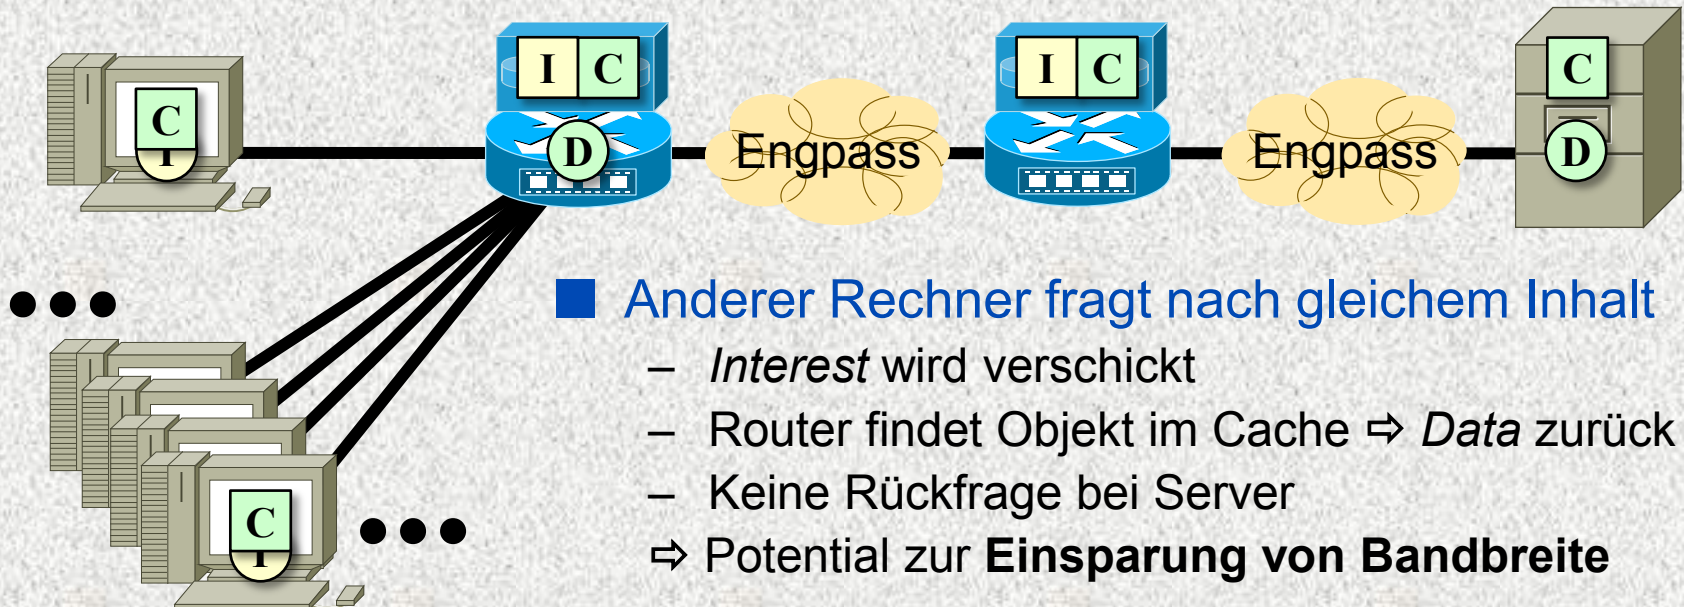 I C
I C
C
C
I
D
Engpass
Engpass
D
■ Anderer Rechner fragt nach gleichem Inhalt
– Interest wird verschickt
– Router findet Objekt im Cache ⇨ Data zurück
– Keine Rückfrage bei Server
⇨ Potential zur Einsparung von Bandbreite
C
I